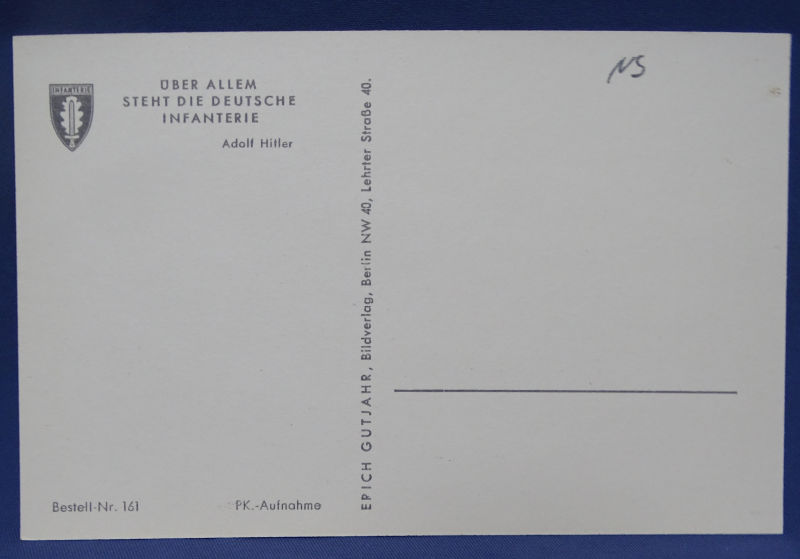 INFANTERIE
ÜBER ALLEM
STEHT DIE DEUTSCHE
INFANTERIE
Adolf Hitler
ERICH GUTJAHR, Bildverlag, Berlin NW 40, Lehrter Straße 40.
NS
Bestell-Nr. 161
PK.-Aufnahme